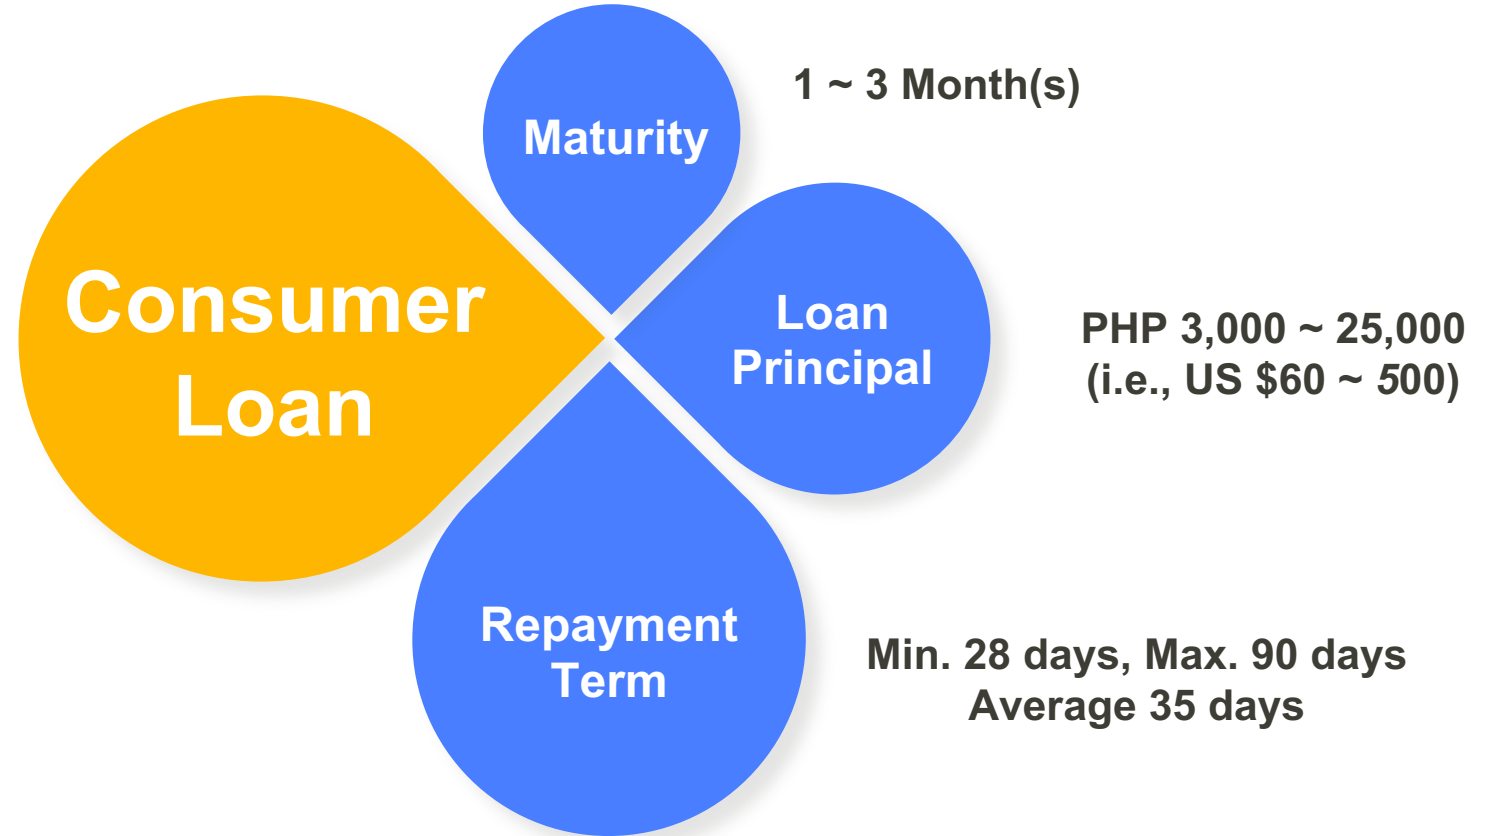 Consumer
Loan
Maturity
1 ~ 3 Month(s)
Loan
Principal
PHP 3,000 ~ 25,000
(i.e., US $60 ~ 500)
Repayment
Term
Min. 28 days, Max. 90 days
Average 35 days